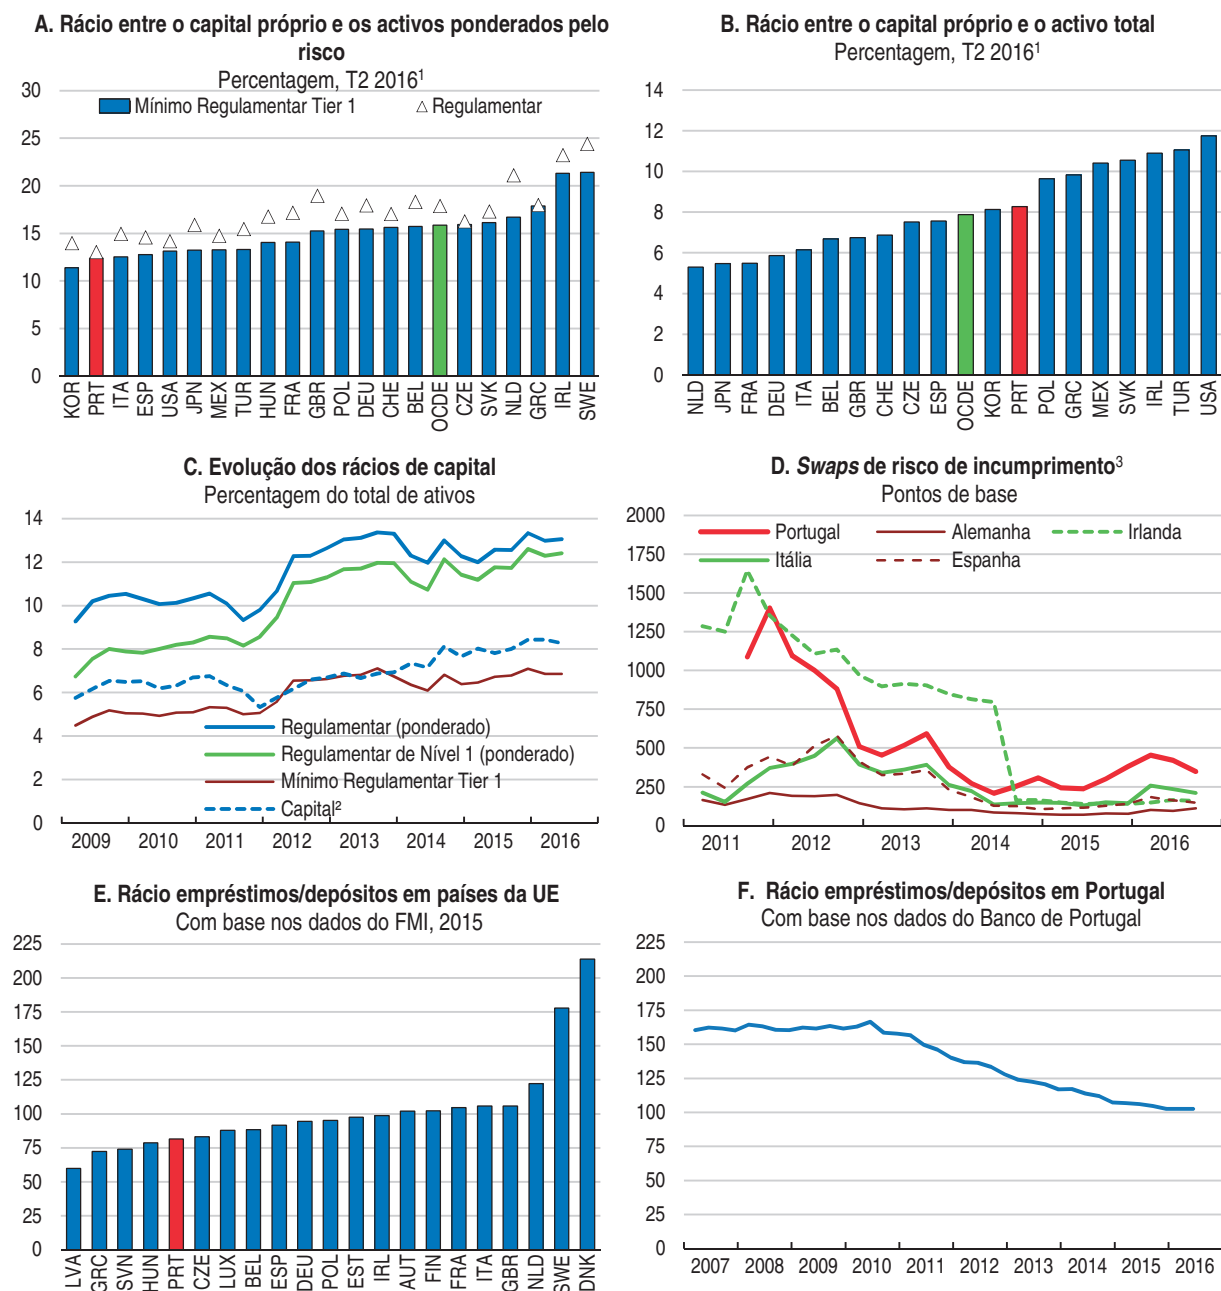 A. Rácio entre o capital próprio e os activos ponderados pelo
risco
Percentagem, T2 2016¹
30
25
20
15
10
5
0
Mínimo Regulamentar Tier 1
△ Regulamentar
KOR PRT ITA ESP USA JPN MEX TUR HUN FRA GBR POL DEU CHE BEL OCDE CZE SVK NLD GRC IRL SWE
B. Rácio entre o capital próprio e o activo total
Percentagem, T2 2016¹
14
12
10
8
6
4
2
0
NLD JPN FRA DEU ITA BEL GBR CHE CZE ESP OCDE KOR PRT POL GRC MEX SVK IRL TUR USA
C. Evolução dos rácios de capital
Percentagem do total de ativos
14
12
10
8
6
4
2
0
Regulamentar (ponderado)
Regulamentar de Nível 1 (ponderado)
Mínimo Regulamentar Tier 1
Capital²
2009 2010 2011 2012 2013 2014 2015 2016
D. Swaps de risco de incumprimento³
Pontos de base
2000
1750
1500
1250
1000
750
500
250
0
Portugal Alemanha Irlanda
Itália Espanha
2011 2012 2013 2014 2015 2016
E. Rácio empréstimos/depósitos em países da UE
Com base nos dados do FMI, 2015
225
200
175
150
125
100
75
50
25
0
LVA GRC SVN HUN PRT CZE LUX BEL ESP DEU POL EST IRL AUT FIN FRA ITA GBR NLD SWE DNK
F. Rácio empréstimos/depósitos em Portugal
Com base nos dados do Banco de Portugal
225
200
175
150
125
100
75
50
25
0
2007 2008 2009 2010 2011 2012 2013 2014 2015 2016